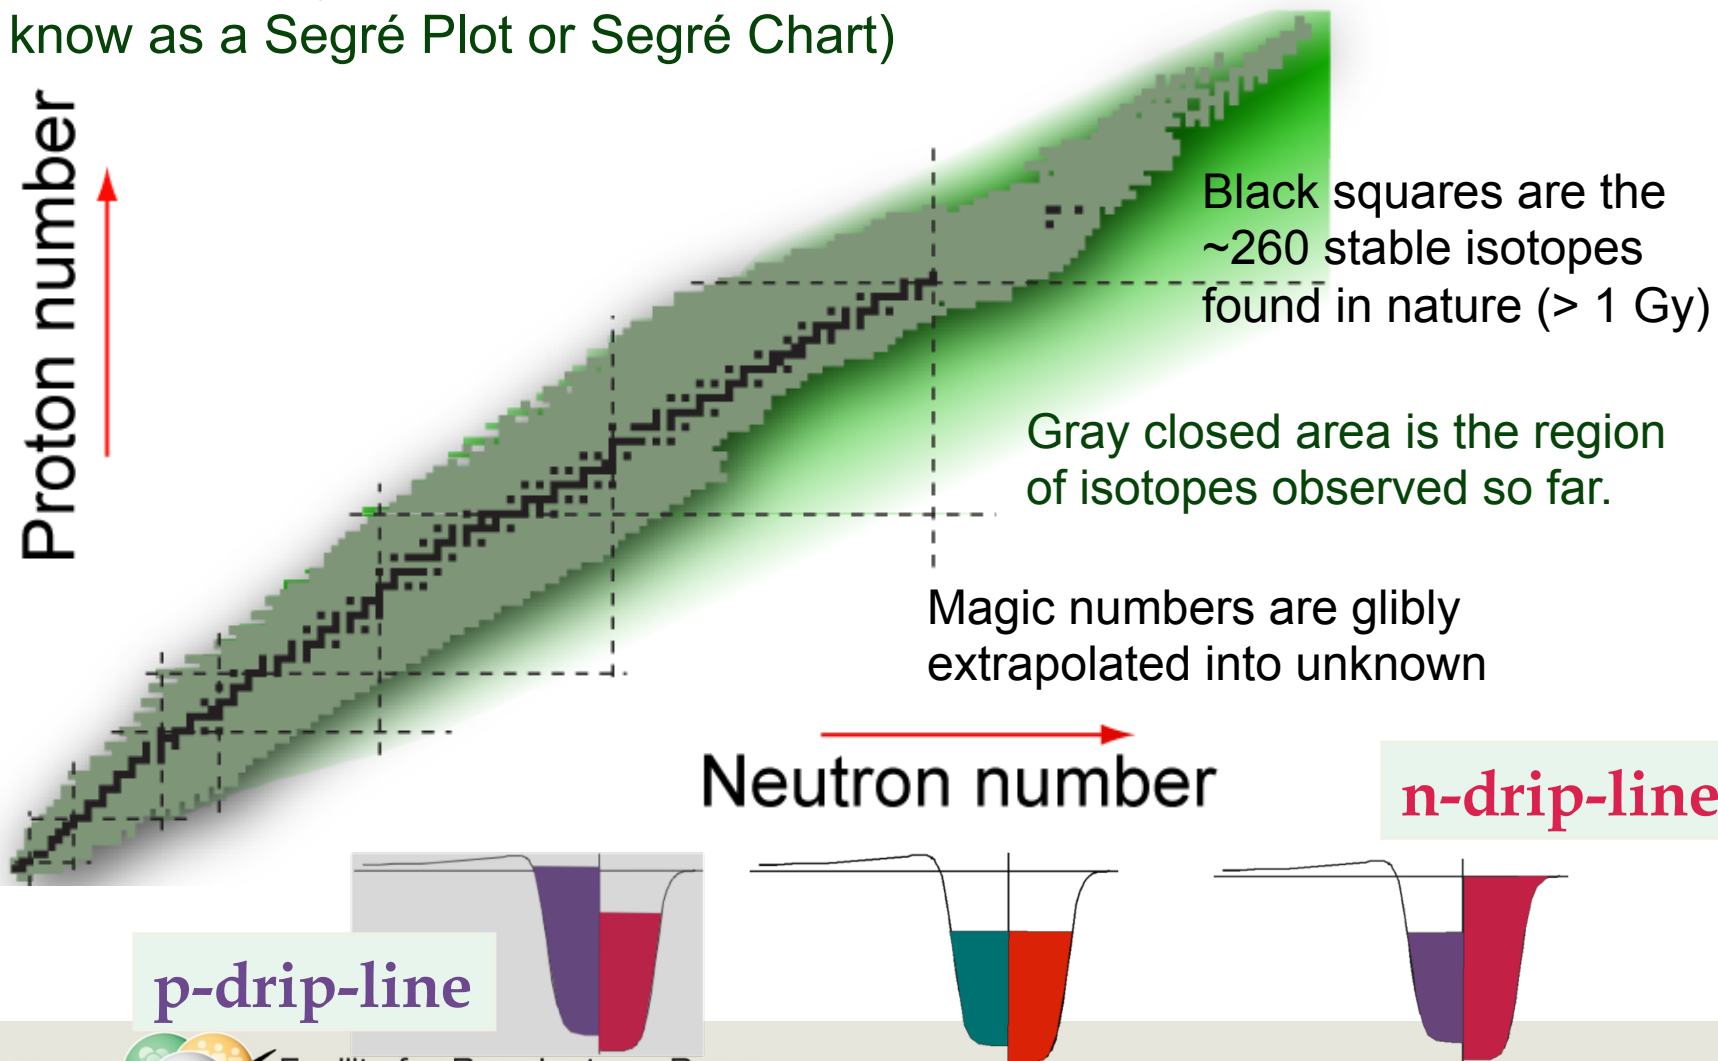 know as a Segré Plot or Segré Chart)
Proton number
Black squares are the
~260 stable isotopes
found in nature (> 1 Gy)
Gray closed area is the region
of isotopes observed so far.
Magic numbers are glibly
extrapolated into unknown
Neutron number
n-drip-line
p-drip-line